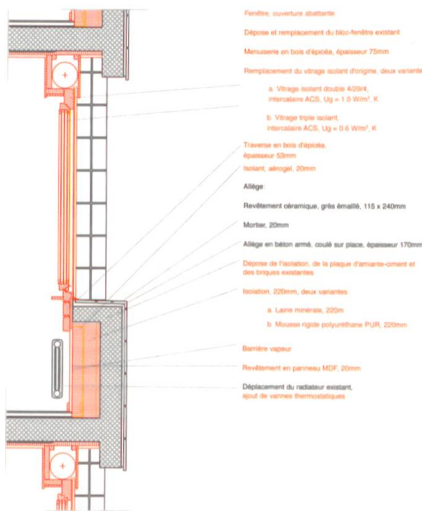 Fenêtre, ouverture abattante.
Dépose et remplacement du bloc-fenêtre existant
Menuiserie en bois d'épicéa, épaisseur 75mm
Remplacement du vitrage isolant d'origine, deux variante
a. Vitrage isolant double 4/29/4,
intercalaire ACS, Ug = 1.0 W/m², K
b. Vitrage triple isolant,
intercalaire ACS, Ug = 0.6 W/m², K
Traverse en bois d'épicéa,
épaisseur 53mm
Isolant, aérogel, 20mm
Allège:
Revêtement céramique, grès émaillé, 115 x 240mm
Mortier, 20mm
Allège en béton armé, coulé sur place, épaisseur 170mm
Dépose de l'isolation, de la plaque d'amiante-ciment et
des briques existantes
Isolation, 220mm, deux variantes
a. Laine minérale, 220m
b. Mousse rigide polyuréthane PUR, 220mm
Barrière vapeur
Revêtement en panneau MDF, 20mm
Déplacement du radiateur existant,
ajout de vannes thermostatiques